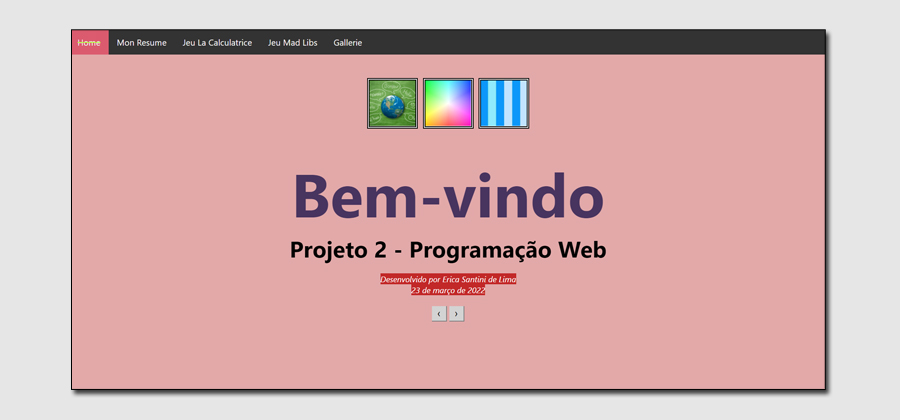 Home Mon Resume Jeu La Calculatrice Jeu Mad Libs Gallerie
Bem-vindo
Projeto 2 - Programação Web
Desenvolvido por Erica Santini de Lima
23 de março de 2022
‹ ›